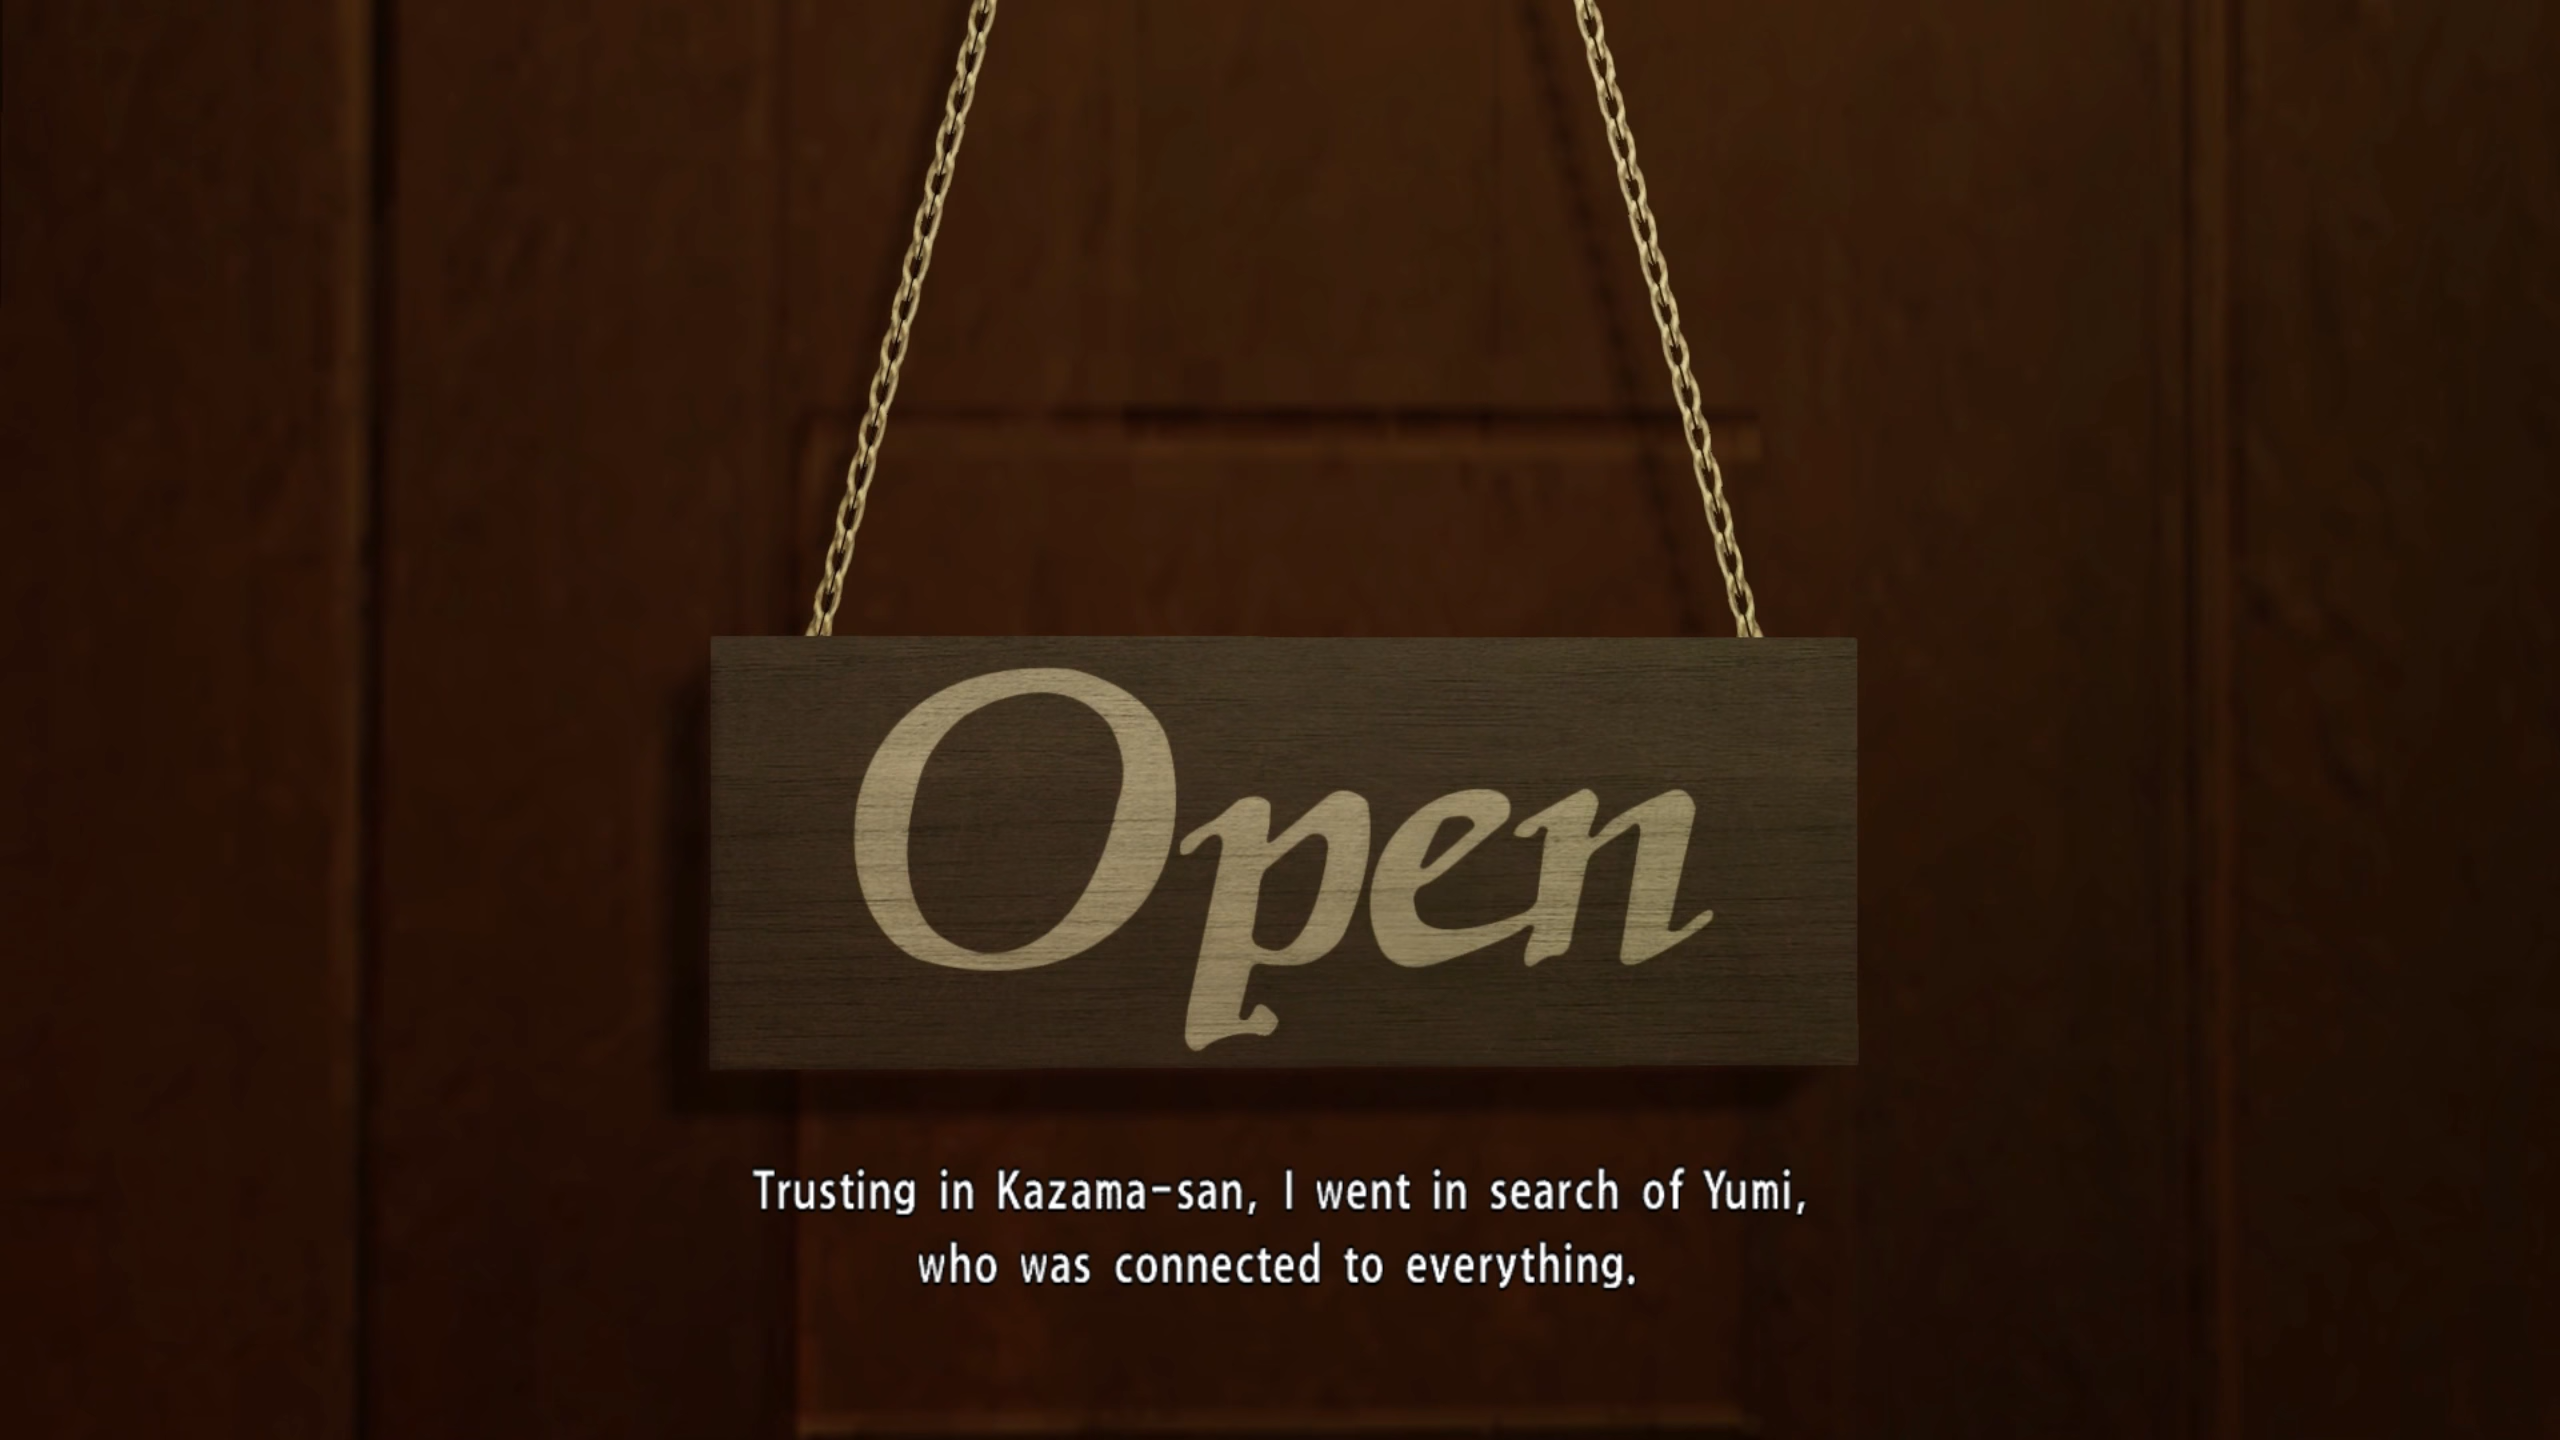 Open
Trusting in Kazama-san, I went in search of Yumi,
who was connected to everything.